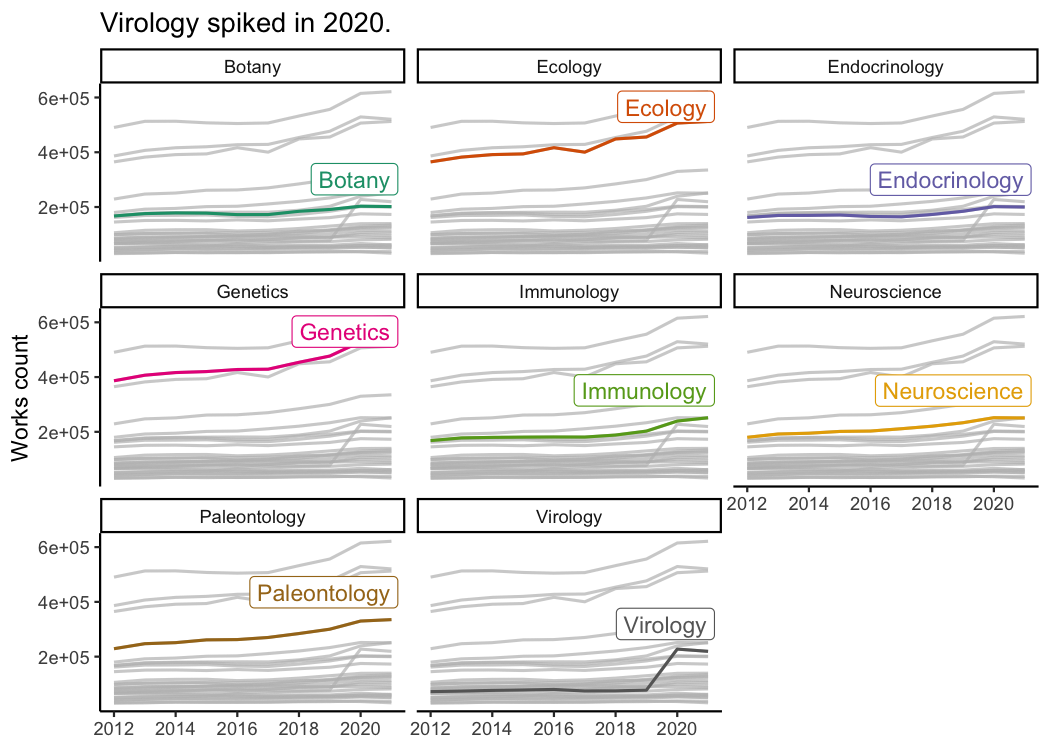 Virology spiked in 2020.
Botany
Ecology
Endocrinology
6e+05
4e+05
2e+05
Botany
Ecology
Endocrinology
Genetics
Immunology
Neuroscience
Works count
6e+05
4e+05
2e+05
Genetics
Immunology
Neuroscience
2012 2014 2016 2018 2020
Paleontology
Virology
6e+05
4e+05
2e+05
Paleontology
Virology
2012 2014 2016 2018 2020
2012 2014 2016 2018 2020